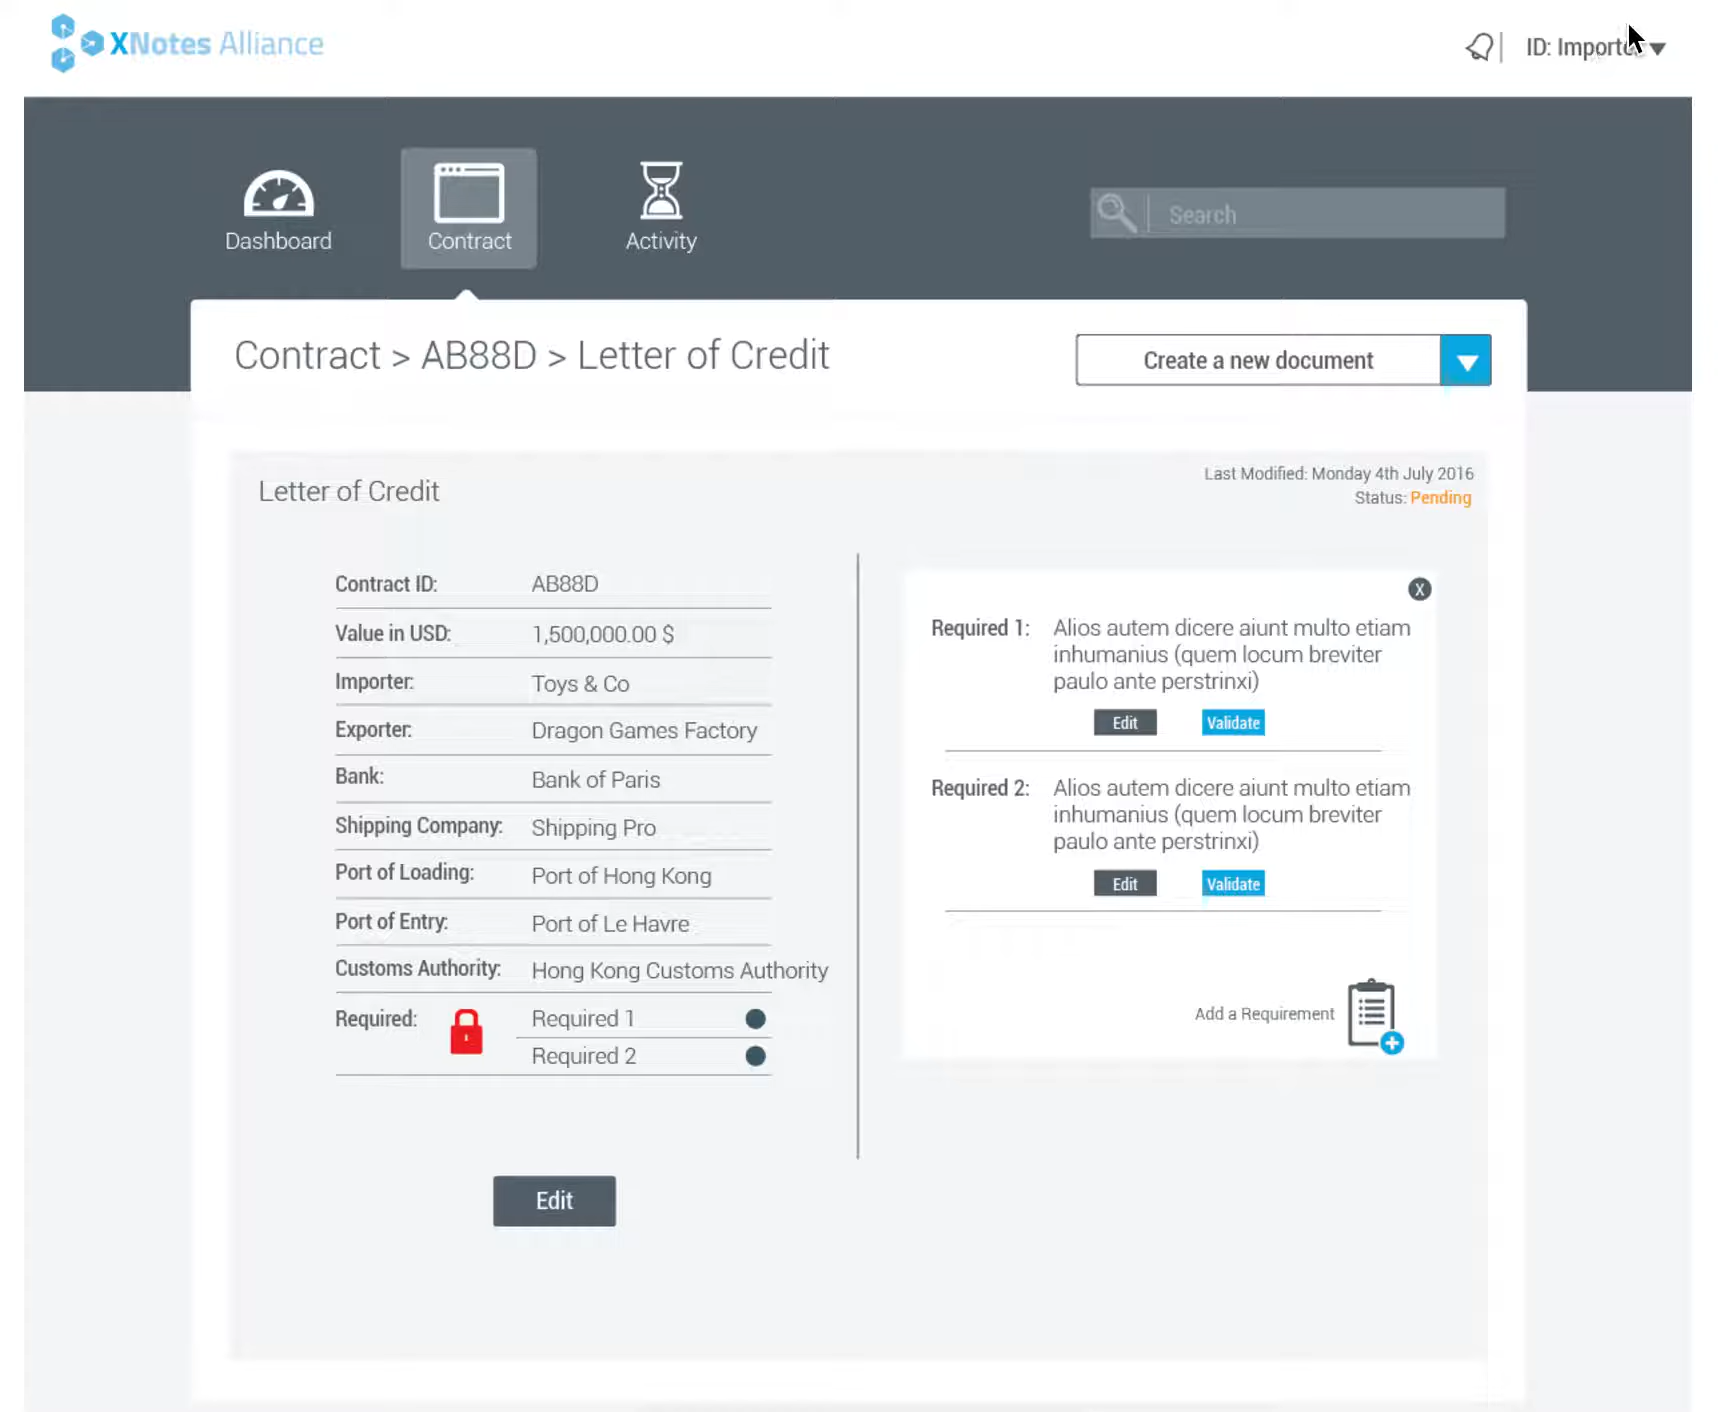 XNotes Alliance
ID: Importe
Dashboard
Contract
Activity
Search
Contract > AB88D > Letter of Credit
Create a new document
Letter of Credit
Last Modified: Monday 4th July 2016
Status: Pending
Contract ID: AB88D
Value in USD: 1,500,000.00 $
Importer: Toys & Co
Exporter: Dragon Games Factory
Bank: Bank of Paris
Shipping Company: Shipping Pro
Port of Loading: Port of Hong Kong
Port of Entry: Port of Le Havre
Customs Authority: Hong Kong Customs Authority
Required: Required 1
Required 2
Edit
X
Required 1: Alios autem dicere aiunt multo etiam
inhumanius (quem locum breviter
paulo ante perstrinxi)
Edit Validate
Required 2: Alios autem dicere aiunt multo etiam
inhumanius (quem locum breviter
paulo ante perstrinxi)
Edit Validate
Add a Requirement